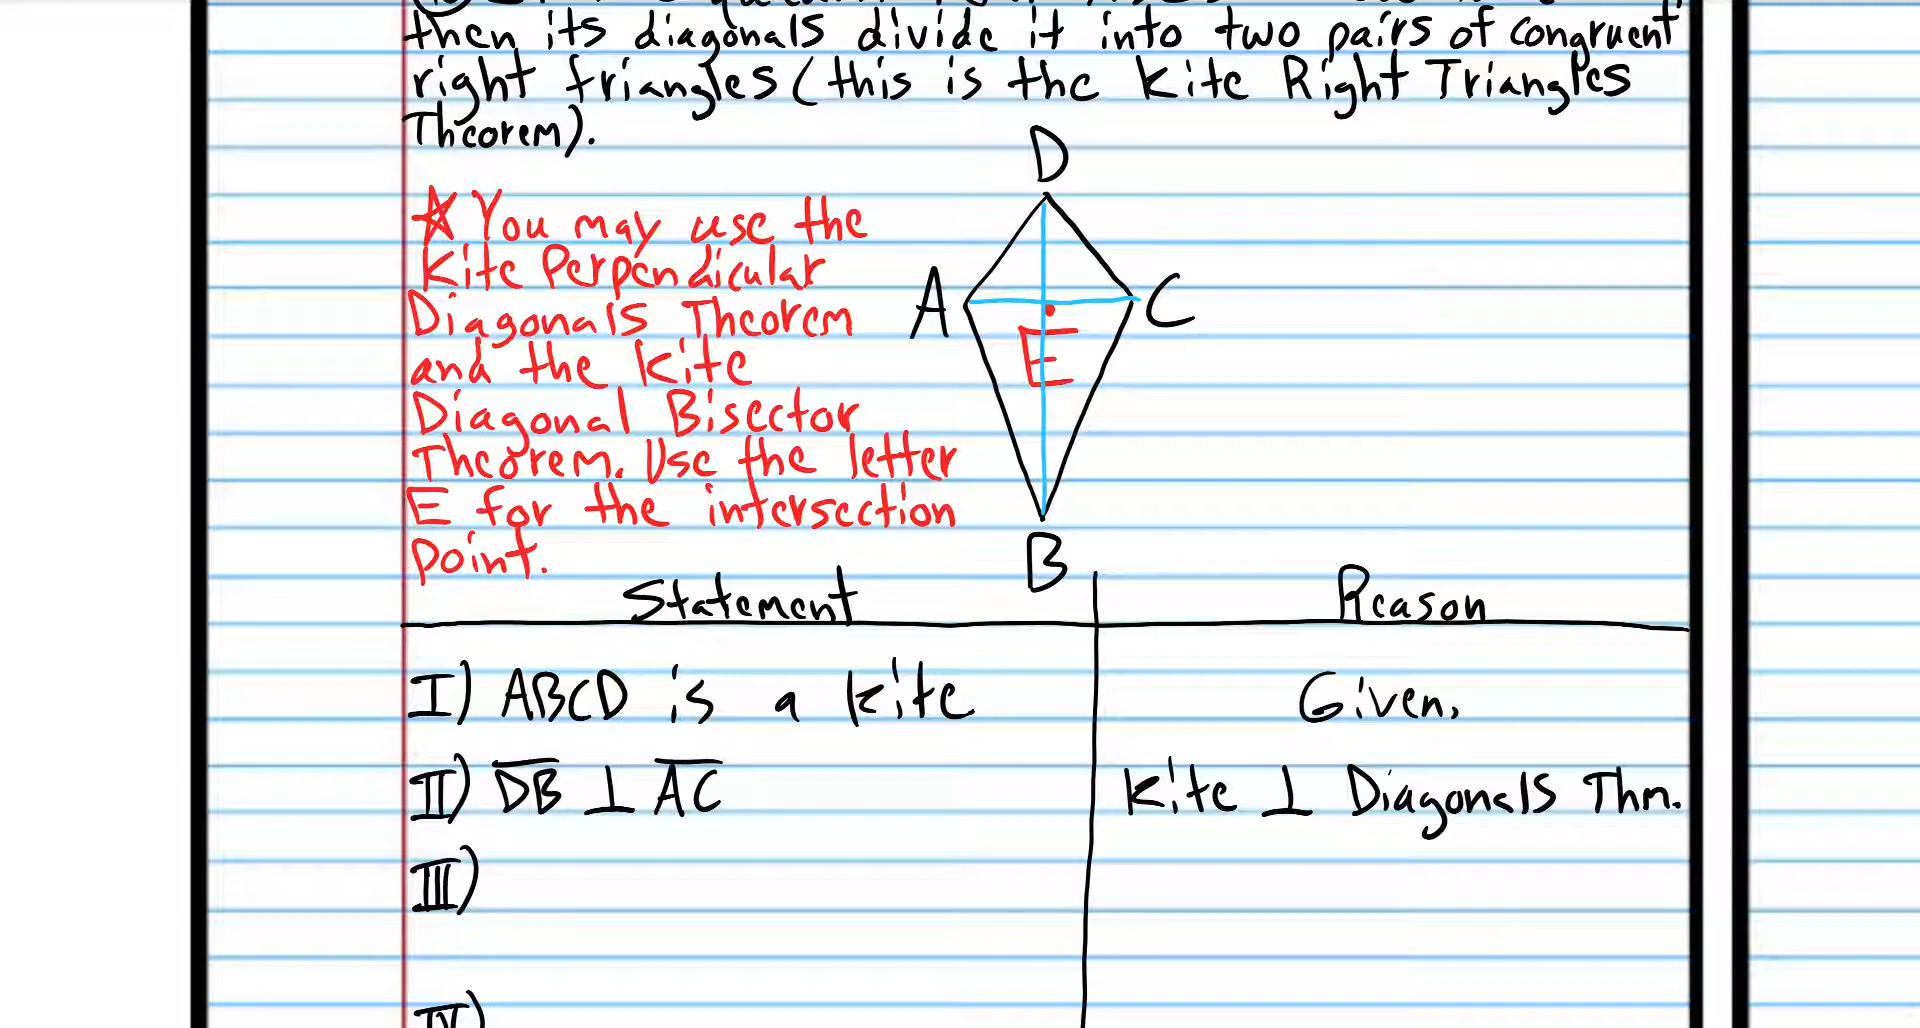 then its diagonals divide it into two pairs of congruent
right triangles (this is the Kite Right Triangles
Theorem).
D
☆ You may use the
Kite Perpendicular
Diagonals Theorem
and the Kite
Diagonal Bisector
Theorem. Use the letter
E for the intersection
point.
A
C
E
B
Statement Reason
I) ABCD is a kite Given.
II) D̅B̅ ⊥ A̅C̅ Kite ⊥ Diagonals Thm.
III)
IV)